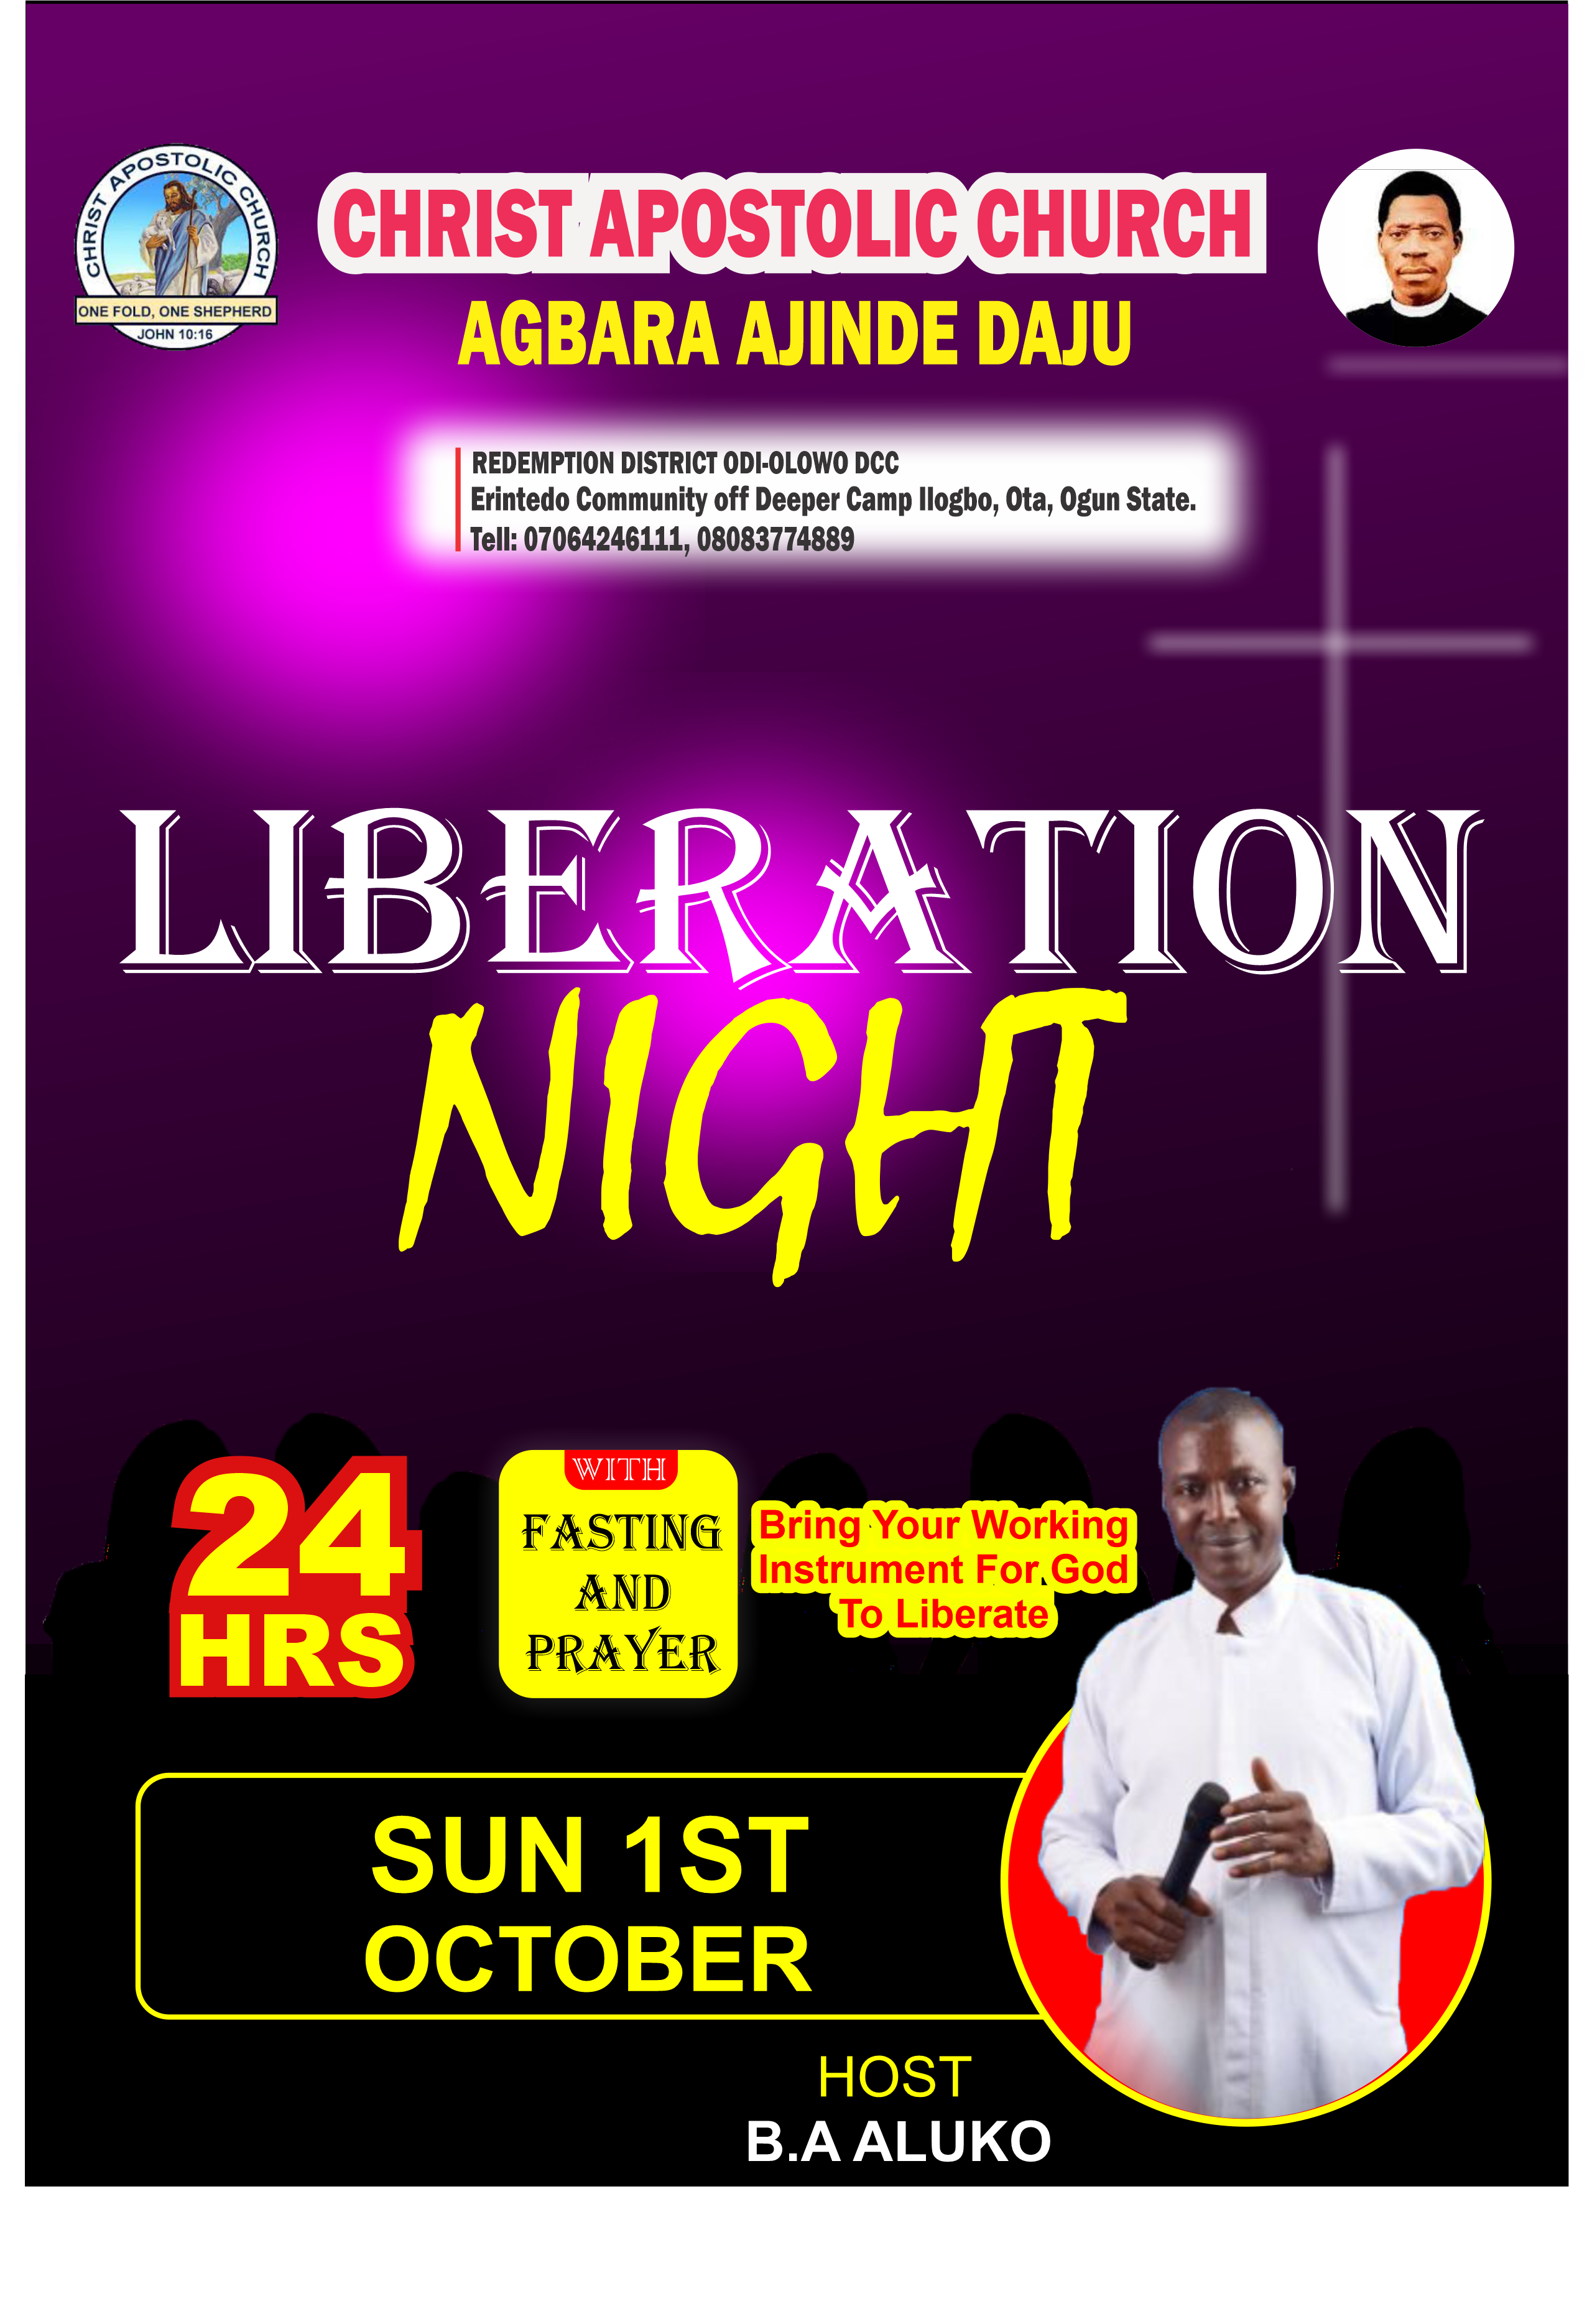 CHRIST APOSTOLIC CHURCH
ONE FOLD, ONE SHEPHERD
JOHN 10:16
CHRIST APOSTOLIC CHURCH
AGBARA AJINDE DAJU
REDEMPTION DISTRICT ODI-OLOWO DCC
Erintedo Community off Deeper Camp Ilogbo, Ota, Ogun State.
Tell: 07064246111, 08083774889
LIBERATION
NIGHT
24
HRS
WITH
FASTING
AND
PRAYER
Bring Your Working
Instrument For God
To Liberate
SUN 1ST
OCTOBER
HOST
B.A ALUKO